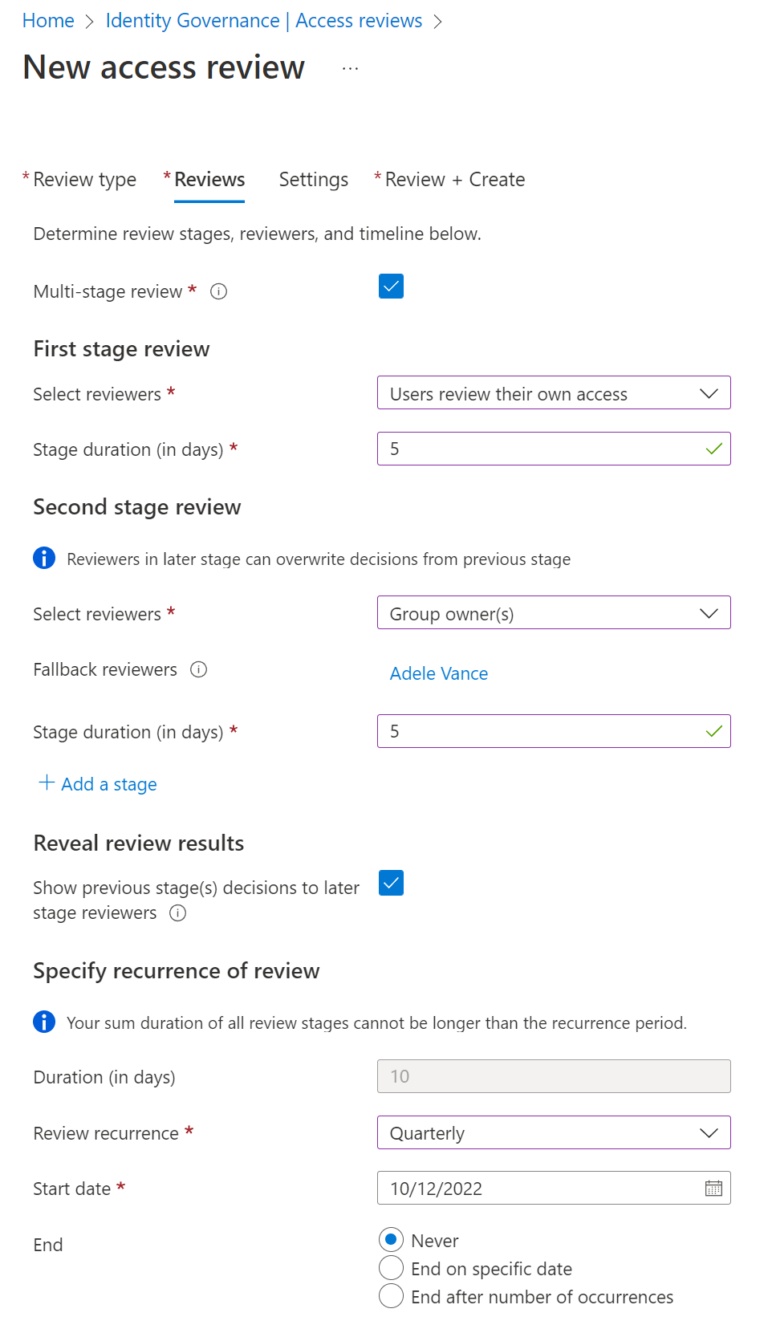 Home > Identity Governance | Access reviews >
New access review ...
* Review type * Reviews Settings * Review + Create
Determine review stages, reviewers, and timeline below.
Multi-stage review *
First stage review
Select reviewers * Users review their own access
Stage duration (in days) * 5
Second stage review
Reviewers in later stage can overwrite decisions from previous stage
Select reviewers * Group owner(s)
Fallback reviewers Adele Vance
Stage duration (in days) * 5
+ Add a stage
Reveal review results
Show previous stage(s) decisions to later
stage reviewers
Specify recurrence of review
Your sum duration of all review stages cannot be longer than the recurrence period.
Duration (in days) 10
Review recurrence * Quarterly
Start date * 10/12/2022
End Never
End on specific date
End after number of occurrences